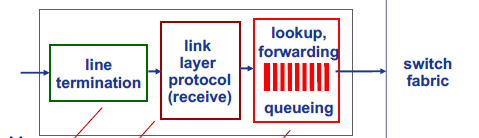 line
termination
link
layer
protocol
(receive)
lookup,
forwarding
queueing
switch
fabric